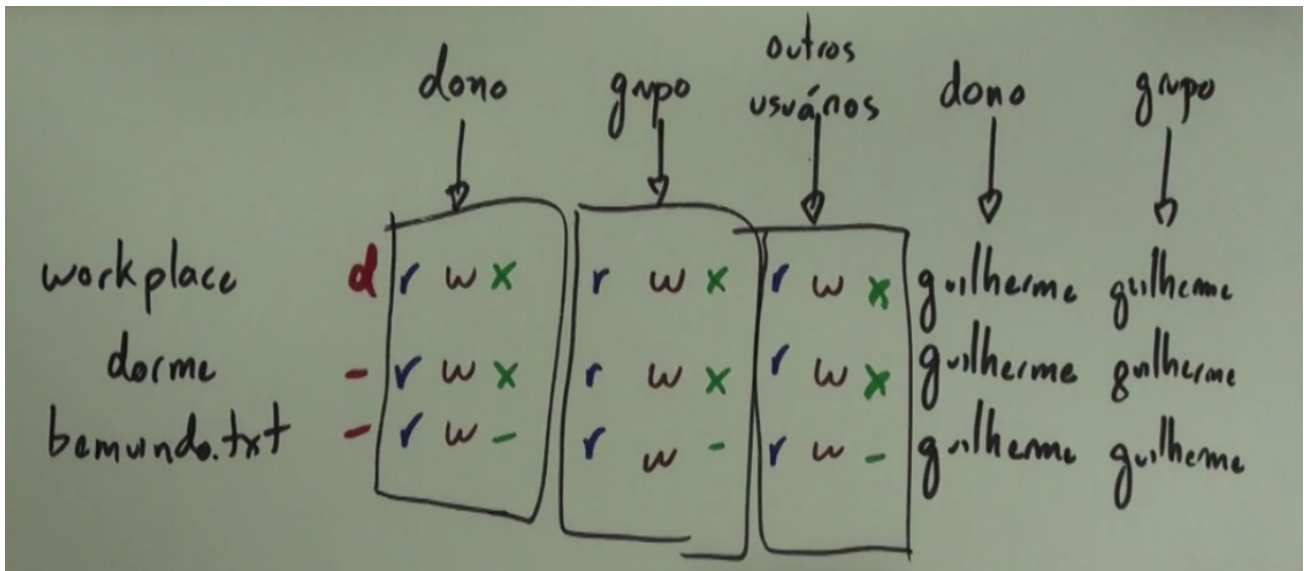 dono grupo outros usuários dono grupo
workplace d r w x r w x r w x guilherme guilherme
dorme - r w x r w x r w x guilherme guilherme
bemundo.txt - r w - r w - r w - guilherme guilherme